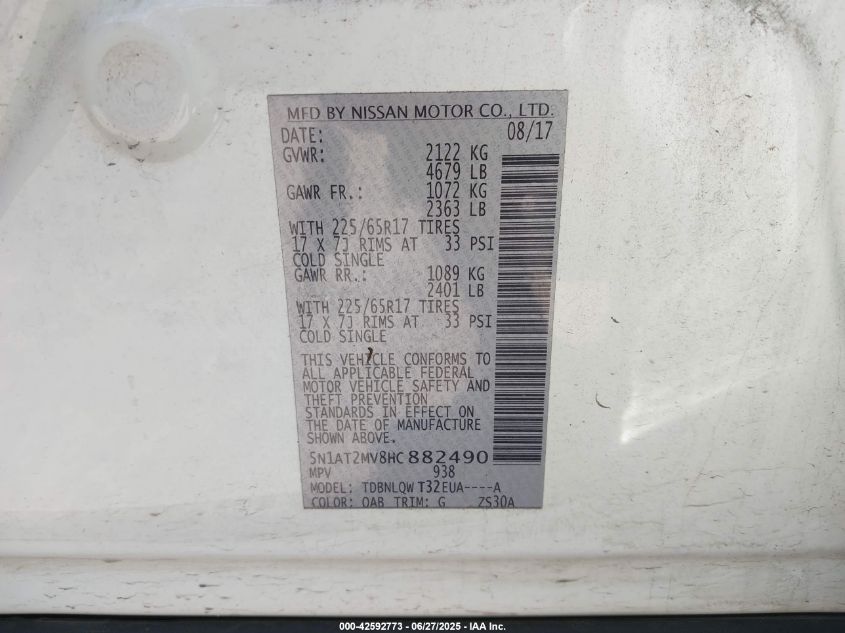 MFD BY NISSAN MOTOR CO., LTD.
DATE: 08/17
GVWR: 2122 KG
4679 LB
GAWR FR.: 1072 KG
2363 LB
WITH 225/65R17 TIRES
17 X 7J RIMS AT 33 PSI
COLD SINGLE
GAWR RR.: 1089 KG
2401 LB
WITH 225/65R17 TIRES
17 X 7J RIMS AT 33 PSI
COLD SINGLE
THIS VEHICLE CONFORMS TO
ALL APPLICABLE FEDERAL
MOTOR VEHICLE SAFETY AND
THEFT PREVENTION
STANDARDS IN EFFECT ON
THE DATE OF MANUFACTURE
SHOWN ABOVE.
5N1AT2MV8HC882490
MPV 938
MODEL: TDBNLQW T32EUA----A
COLOR: QAB TRIM: G ZS30A
000-42592773 - 06/27/2025 - IAA Inc.